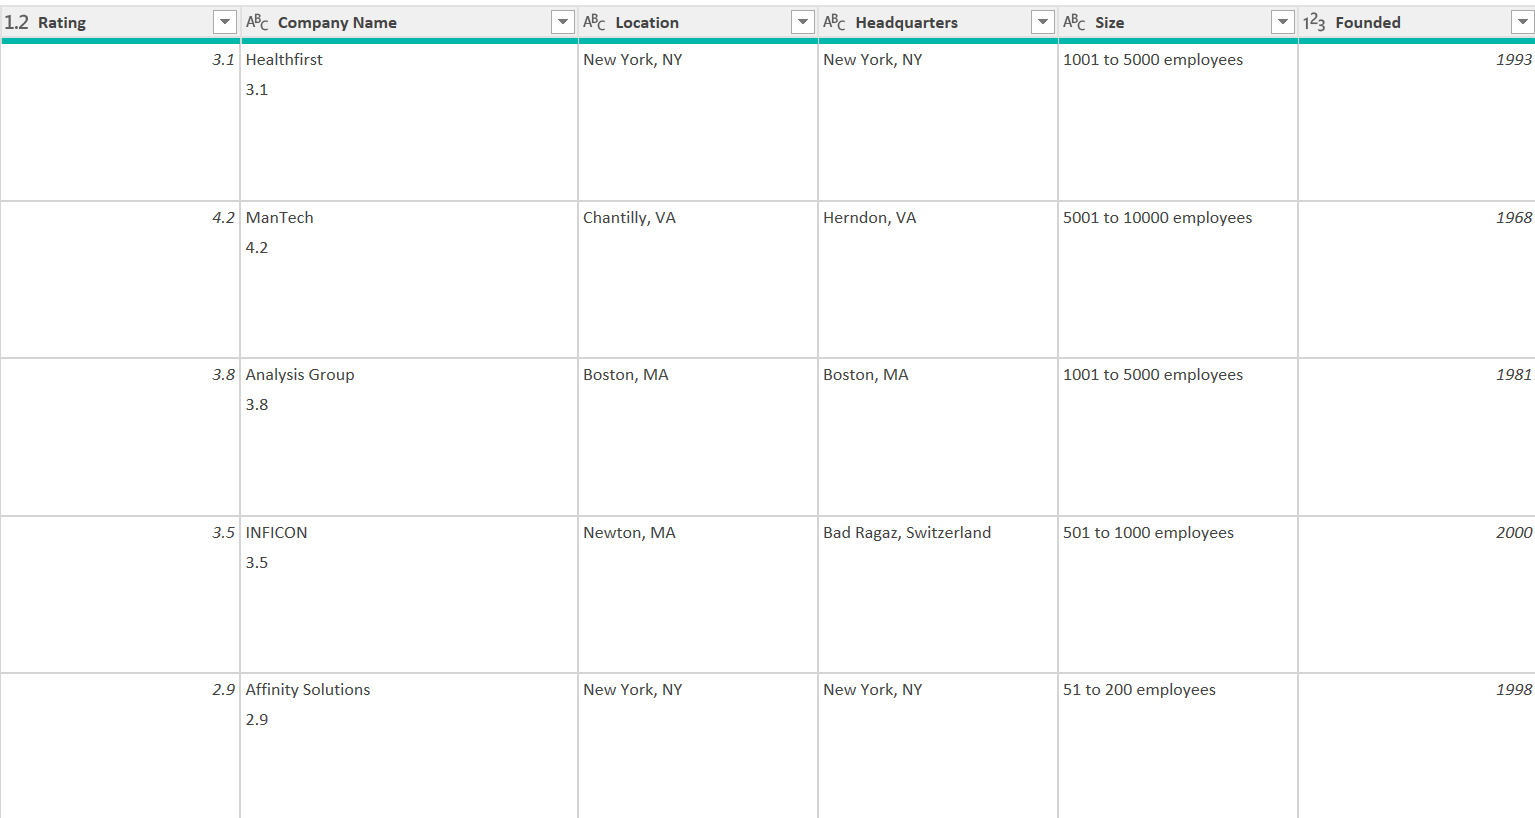 1.2 Rating ABC Company Name ABC Location ABC Headquarters ABC Size 123 Founded
3.1 Healthfirst New York, NY New York, NY 1001 to 5000 employees 1993
3.1
4.2 ManTech Chantilly, VA Herndon, VA 5001 to 10000 employees 1968
4.2
3.8 Analysis Group Boston, MA Boston, MA 1001 to 5000 employees 1981
3.8
3.5 INFICON Newton, MA Bad Ragaz, Switzerland 501 to 1000 employees 2000
3.5
2.9 Affinity Solutions New York, NY New York, NY 51 to 200 employees 1998
2.9